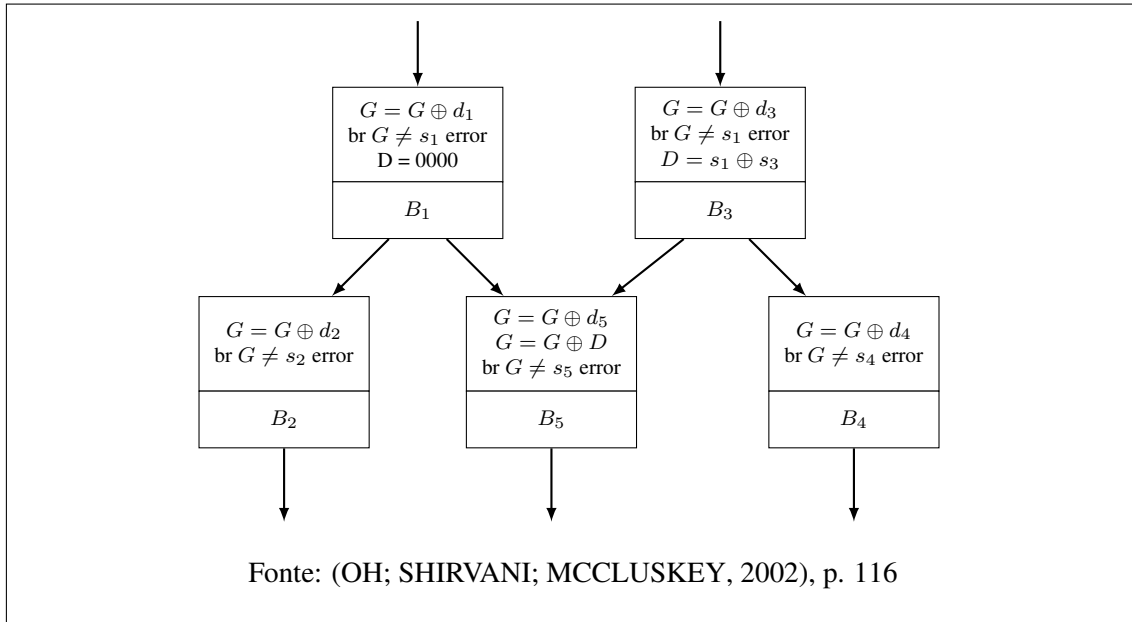 G = G ⊕ d₁
br G ≠ s₁ error
D = 0000
B₁
G = G ⊕ d₃
br G ≠ s₁ error
D = s₁ ⊕ s₃
B₃
G = G ⊕ d₂
br G ≠ s₂ error
B₂
G = G ⊕ d₅
G = G ⊕ D
br G ≠ s₅ error
B₅
G = G ⊕ d₄
br G ≠ s₄ error
B₄
Fonte: (OH; SHIRVANI; MCCLUSKEY, 2002), p. 116